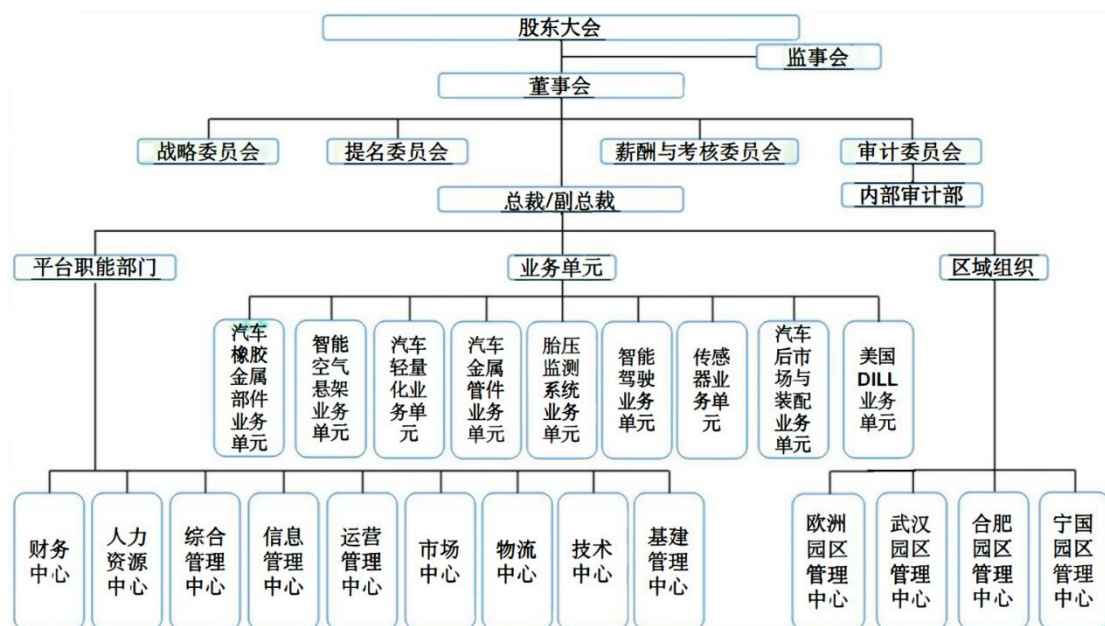 股东大会
监事会
董事会
战略委员会
提名委员会
薪酬与考核委员会
审计委员会
内部审计部
总裁/副总裁
平台职能部门
业务单元
区域组织
汽车
橡胶
金属
部件
业务
单元
智能
空气
悬架
业务
单元
汽车
轻量
化业
务单
元
汽车
金属
管件
业务
单元
胎压
监测
系统
业务
单元
智能
驾驶
业务
单元
传感
器业
务单
元
汽车
后市
场与
装配
业务
单元
美国
DILL
业务
单元
财务
中心
人力
资源
中心
综合
管理
中心
信息
管理
中心
运营
管理
中心
市场
中心
物流
中心
技术
中心
基建
管理
中心
欧洲
园区
管理
中心
武汉
园区
管理
中心
合肥
园区
管理
中心
宁国
园区
管理
中心